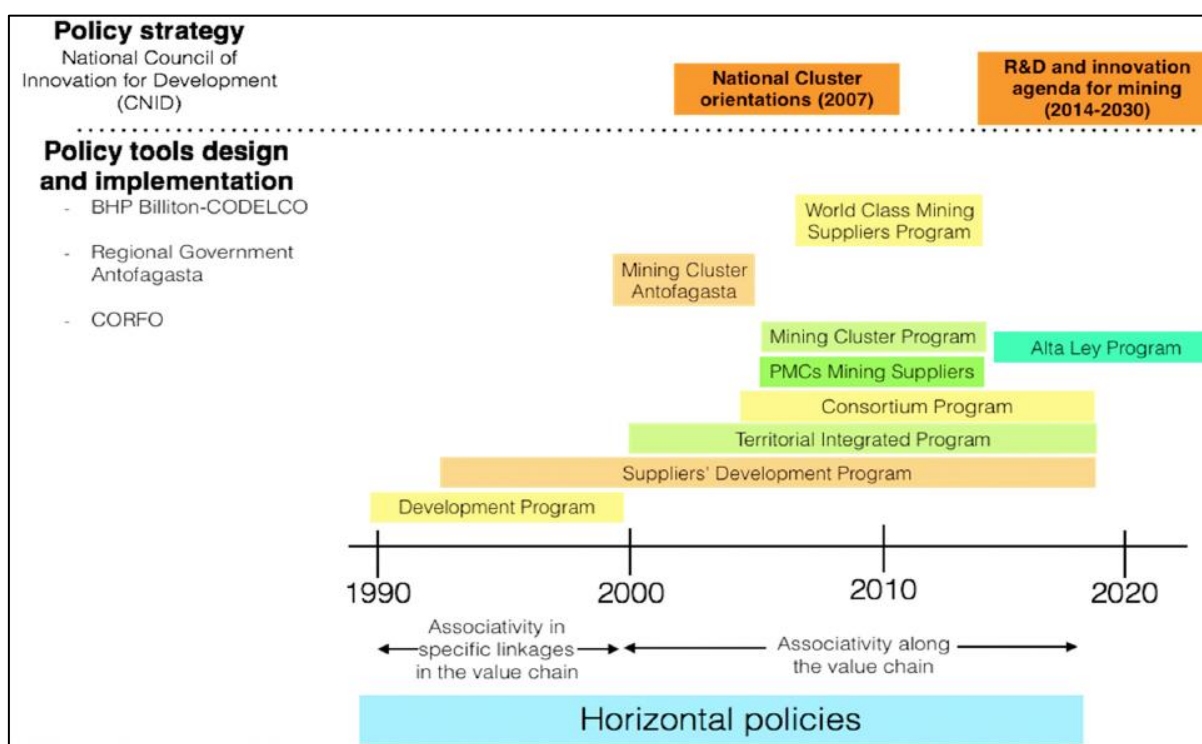 Policy strategy
National Council of
Innovation for Development
(CNID)
National Cluster
orientations (2007)
R&D and innovation
agenda for mining
(2014-2030)
Policy tools design
and implementation
- BHP Billiton-CODELCO
- Regional Government
Antofagasta
- CORFO
World Class Mining
Suppliers Program
Mining Cluster
Antofagasta
Mining Cluster Program
Alta Ley Program
PMCs Mining Suppliers
Consortium Program
Territorial Integrated Program
Suppliers' Development Program
Development Program
1990 2000 2010 2020
Associativity in
specific linkages
in the value chain
Associativity along
the value chain
Horizontal policies